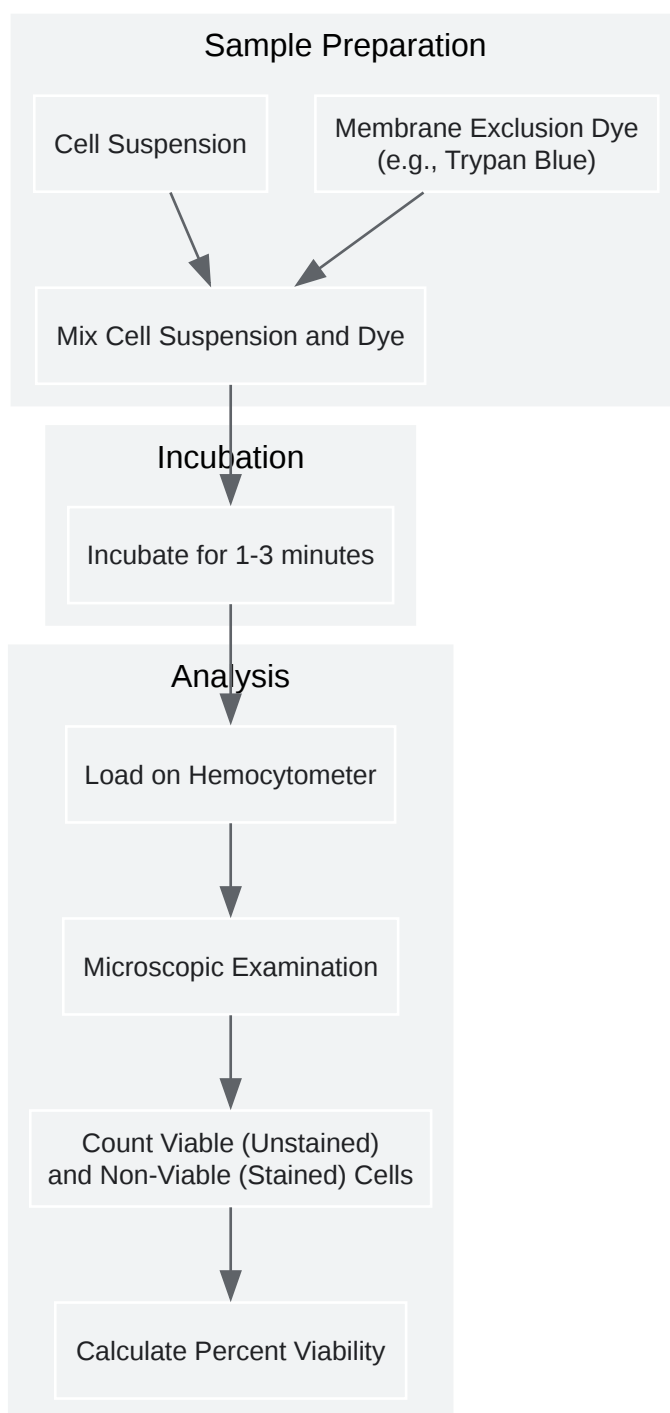 Sample Preparation
Cell Suspension
Membrane Exclusion Dye
(e.g., Trypan Blue)
Mix Cell Suspension and Dye
Incubation
Incubate for 1-3 minutes
Analysis
Load on Hemocytometer
Microscopic Examination
Count Viable (Unstained)
and Non-Viable (Stained) Cells
Calculate Percent Viability